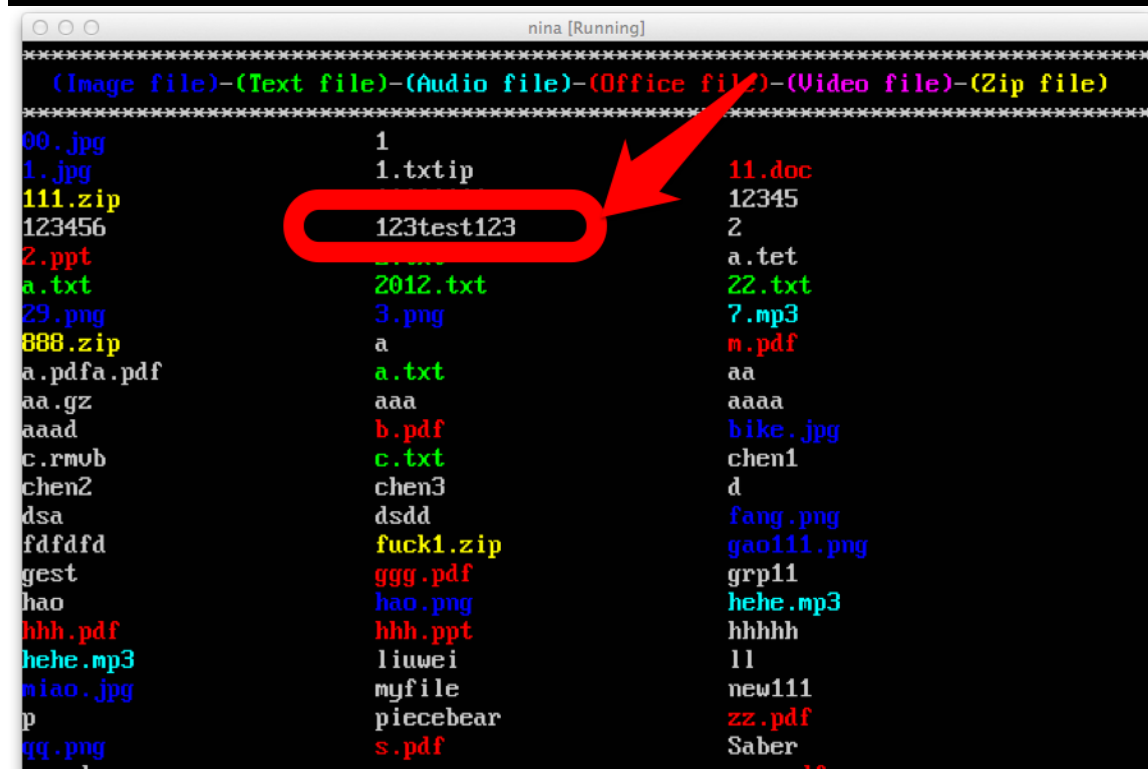 nina [Running]
(Image file)-(Text file)-(Audio file)-(Office file)-(Video file)-(Zip file)
00.jpg 1
1.jpg 1.txtip 11.doc
111.zip 12345
123456 123test123 2
2.ppt a.tet
a.txt 2012.txt 22.txt
29.png 3.png 7.mp3
888.zip a m.pdf
a.pdfa.pdf a.txt aa
aa.gz aaa aaaa
aaad b.pdf bike.jpg
c.rmvb c.txt chen1
chen2 chen3 d
dsa dsdd fang.png
fdfdfd fuck1.zip gao111.png
gest ggg.pdf grp11
hao hao.png hehe.mp3
hhh.pdf hhh.ppt hhhhh
hehe.mp3 liuwei ll
miao.jpg myfile new111
p piecebear zz.pdf
qq.png s.pdf Saber